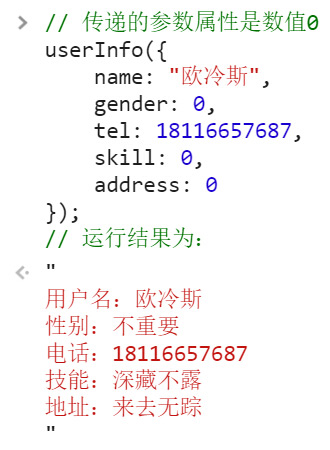 // 传递的参数属性是数值0
userInfo({
    name: "欧冷斯",
    gender: 0,
    tel: 18116657687,
    skill: 0,
    address: 0
});
// 运行结果为:
"
用户名：欧冷斯
性别：不重要
电话：18116657687
技能：深藏不露
地址：来去无踪
"